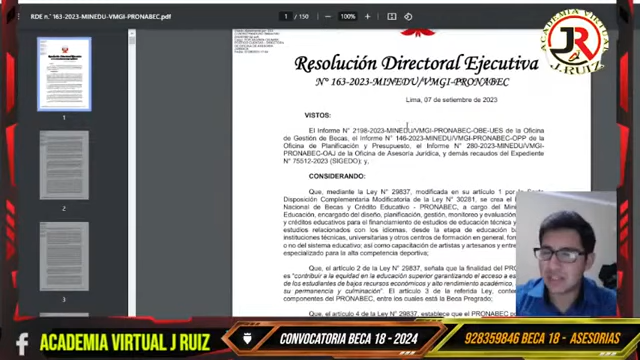 RDE n.° 163-2023-MINEDU-VMGI-PRONABEC.pdf
1 / 150
100%
ACADEMIA VIRTUAL
JR
J. RUIZ
Resolución Directoral Ejecutiva
N° 163-2023-MINEDU/VMGI-PRONABEC
Lima, 07 de setiembre de 2023
VISTOS:
El Informe N° 2198-2023-MINEDU/VMGI-PRONABEC-OBE-UES de la Oficina
de Gestión de Becas, el Informe N° 146-2023-MINEDU/VMGI-PRONABEC-OPP de la
Oficina de Planificación y Presupuesto, el Informe N° 280-2023-MINEDU/VMGI-
PRONABEC-OAJ de la Oficina de Asesoría Jurídica, y demás recaudos del Expediente
N° 75512-2023 (SIGEDO); y,
CONSIDERANDO:
Que, mediante la Ley N° 29837, modificada en su artículo 1 por la Sexta
Disposición Complementaria Modificatoria de la Ley N° 30281, se crea el
Nacional de Becas y Crédito Educativo - PRONABEC, a cargo del Minis
Educación, encargado del diseño, planificación, gestión, monitoreo y evaluación
y créditos educativos para el financiamiento de estudios de educación técnica y
estudios relacionados con los idiomas, desde la etapa de educación
instituciones técnicas, universitarias y otros centros de formación en general, form
o no del sistema educativo; así como capacitación de artistas y artesanos y entren
especializado para la alta competencia deportiva;
Que, el artículo 2 de la Ley N° 29837, señala que la finalidad del PRO
es "contribuir a la equidad en la educación superior garantizando el acceso a es
de los estudiantes de bajos recursos económicos y alto rendimiento académico,
su permanencia y culminación". El artículo 3 de la referida Ley, conte
componentes del PRONABEC, entre los cuales está la Beca Pregrado;
Que, el artículo 4 de la Ley N° 29837, establece que el PRONABEC
1
2
3
f ACADEMIA VIRTUAL J RUIZ
CONVOCATORIA BECA 18 - 2024
928359846 BECA 18 - ASESORIAS